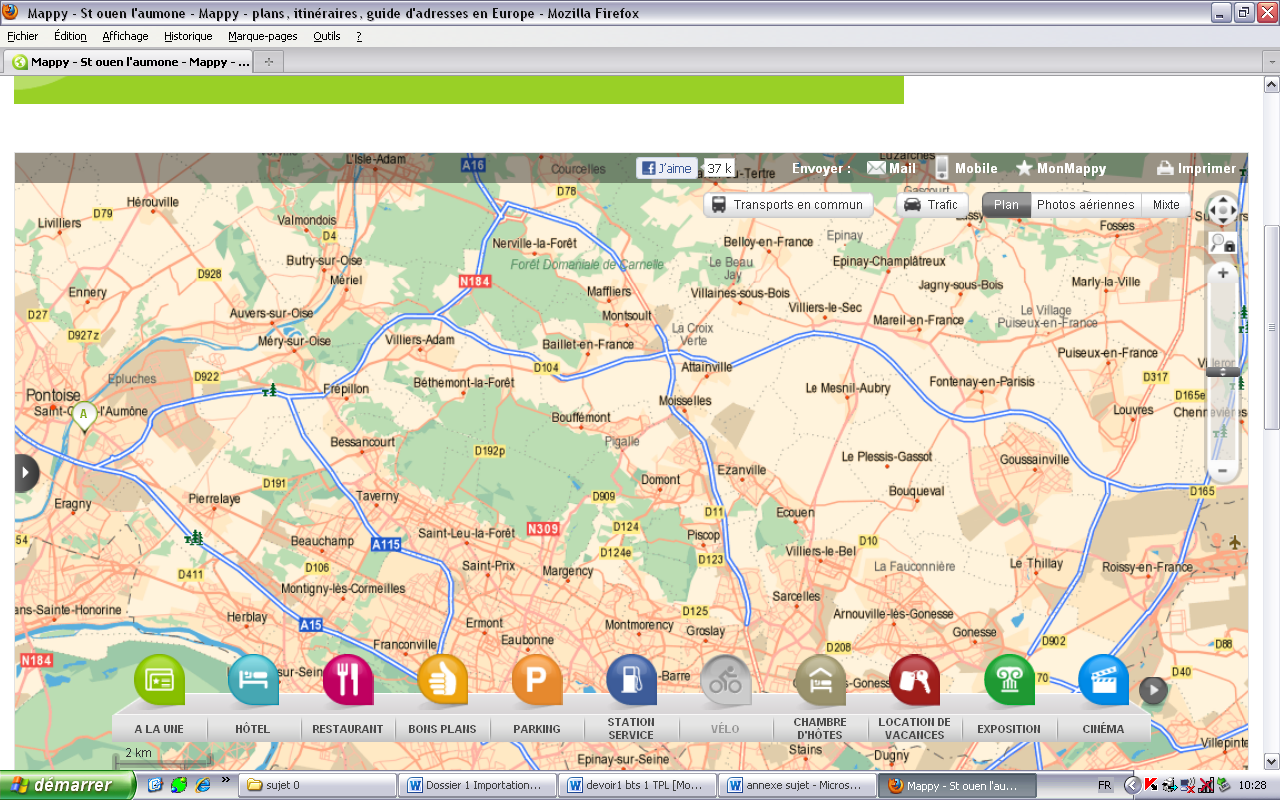 Mappy - St ouen l'aumone - Mappy - plans, itinéraires, guide d'adresses en Europe - Mozilla Firefox
Fichier Édition Affichage Historique Marque-pages Outils ?
Mappy - St ouen l'aumone - Mappy - ...
L'Isle-Adam A16 Courcelles J'aime 37 k Envoyer : Mail Mobile MonMappy Imprimer
Luzarches
u-Tertre
D78 Gascourt
Hérouville Transports en commun Trafic Plan Photos aériennes Mixte
D79 Livilliers Valmondois Fosses
D4 Nerville-la-Forêt Belloy-en-France Epinay
Butry-sur-Oise Forêt Domaniale de Carnelle Le Beau Jay Epinay-Champlâtreux
D928 Mériel N184 Maffliers Villaines-sous-Bois Jagny-sous-Bois Marly-la-Ville
Ennery Villiers-le-Sec
D27 Auvers-sur-Oise Montsoult Mareil-en-France Le Village Puiseux-en-France
D927z Méry-sur-Oise Villiers-Adam Baillet-en-France La Croix Verte
Puiseux-en-France
Epluches D922 D104 Attainville D317
Pontoise Frépillon Béthemont-la-Forêt Le Mesnil-Aubry Fontenay-en-Parisis D165e
Saint-O l'Aumône A Moisselles Louvres Chennevières
Bouffémont
Bessancourt Pigalle
D192p Le Plessis-Gassot Goussainville
Ezanville
D191 Domont
Eragny Pierrelaye Taverny D909 Bouqueval D165
D11 Ecouen
54 Beauchamp A115 Saint-Leu-la-Forêt N309 D124 Piscop D10
D124e Villiers-le-Bel
D106 Saint-Prix D123 La Fauconnière Le Thillay Roissy-en-France
D411 Margency
Montigny-lès-Cormeilles Sarcelles
ans-Sainte-Honorine Herblay D125 Arnouville-lès-Gonesse
A15 Ermont Montmorency Groslay Gonesse
Franconville Eaubonne D208 D902 D88
N184 sur-Sein -Barre s-Goness 70 D40
A LA UNE HÔTEL RESTAURANT BONS PLANS PARKING STATION SERVICE VÉLO CHAMBRE D'HÔTES LOCATION DE VACANCES EXPOSITION CINÉMA
2 km Epinay-sur-Seine Stains Dugny Villepinte
démarrer » sujet 0 Dossier 1 Importation... devoir1 bts 1 TPL [Mo... annexe sujet - Micros... Mappy - St ouen l'au... FR 10:28